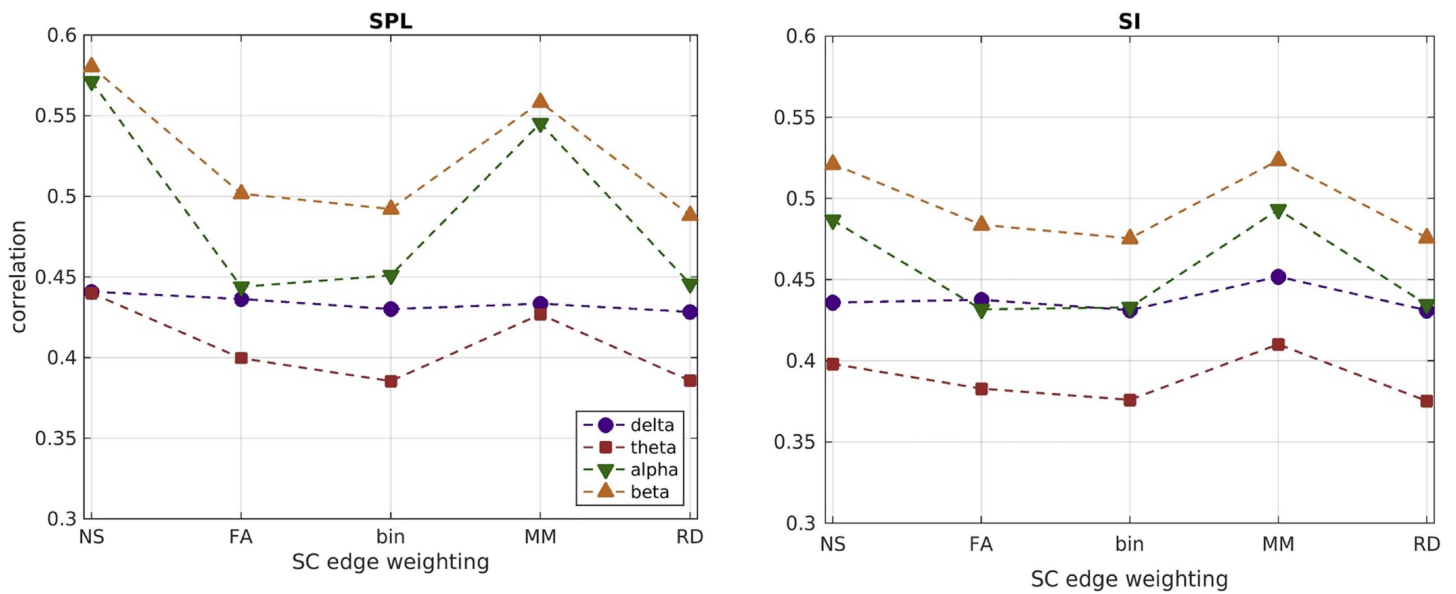 SPL
0.6
0.55
0.5
0.45
0.4
0.35
0.3
correlation
NS FA bin MM RD
SC edge weighting
delta
theta
alpha
beta
SI
0.6
0.55
0.5
0.45
0.4
0.35
0.3
NS FA bin MM RD
SC edge weighting